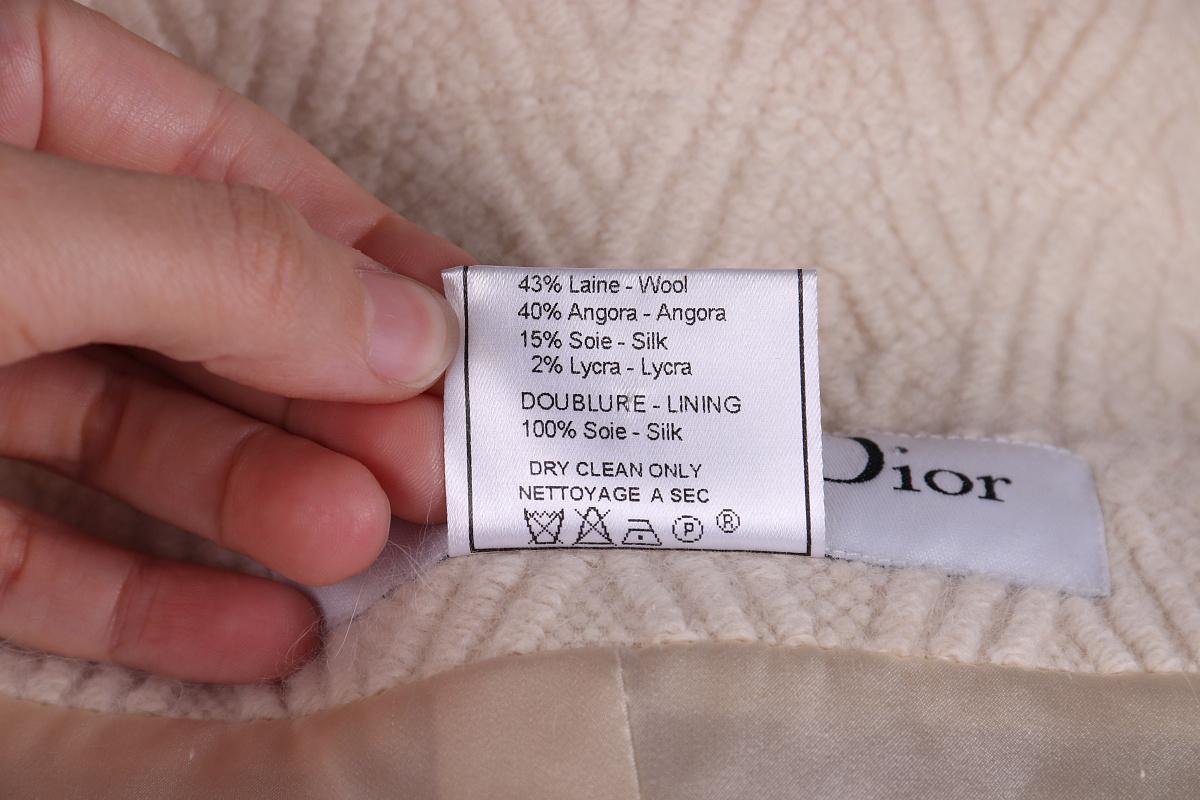 43% Laine - Wool
40% Angora - Angora
15% Soie - Silk
2% Lycra - Lycra
DOUBLURE - LINING
100% Soie - Silk
DRY CLEAN ONLY
NETTOYAGE A SEC
P ®
Dior